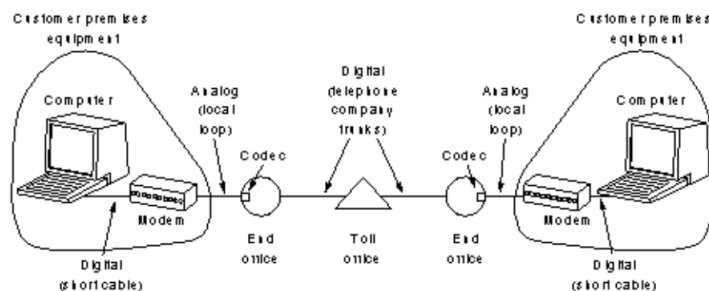 Customer premises
equipment
Computer
Analog
(local
loop)
Codec
Digital
(telephone
company
trunks)
Codec
Analog
(local
loop)
Customer premises
equipment
Computer
Modem
End
office
Toll
office
End
office
Modem
Digital
(short cable)
Digital
(short cable)